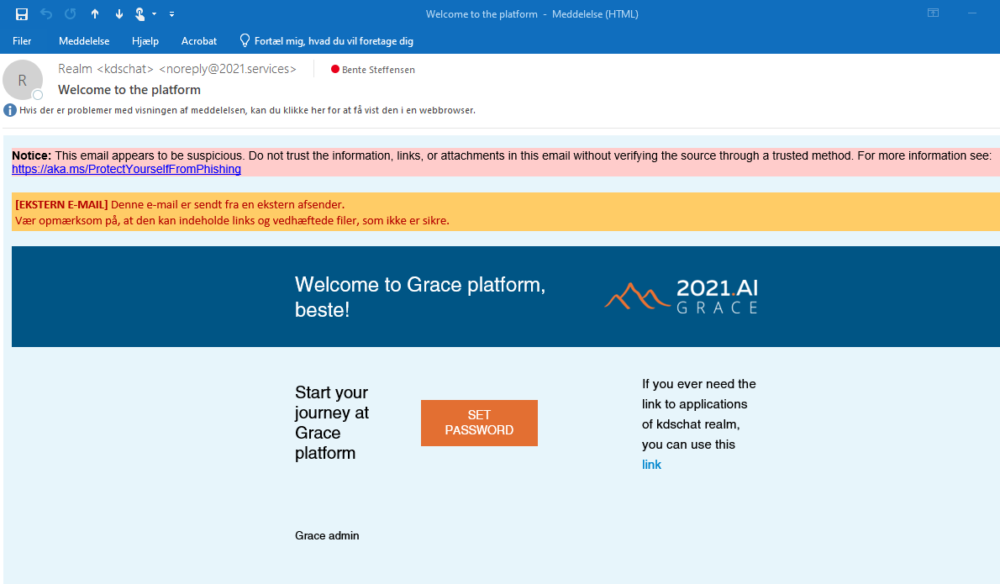 Welcome to the platform - Meddelelse (HTML)
Filer Meddelelse Hjælp Acrobat Fortæl mig, hvad du vil foretage dig
R
Realm <kdschat> <noreply@2021.services> Bente Steffensen
Welcome to the platform
Hvis der er problemer med visningen af meddelelsen, kan du klikke her for at få vist den i en webbrowser.
Notice: This email appears to be suspicious. Do not trust the information, links, or attachments in this email without verifying the source through a trusted method. For more information see:
https://aka.ms/ProtectYourselfFromPhishing
[EKSTERN E-MAIL] Denne e-mail er sendt fra en ekstern afsender.
Vær opmærksom på, at den kan indeholde links og vedhæftede filer, som ikke er sikre.
Welcome to Grace platform,
beste!
2021.AI
GRACE
Start your
journey at
Grace
platform
SET
PASSWORD
If you ever need the
link to applications
of kdschat realm,
you can use this
link
Grace admin